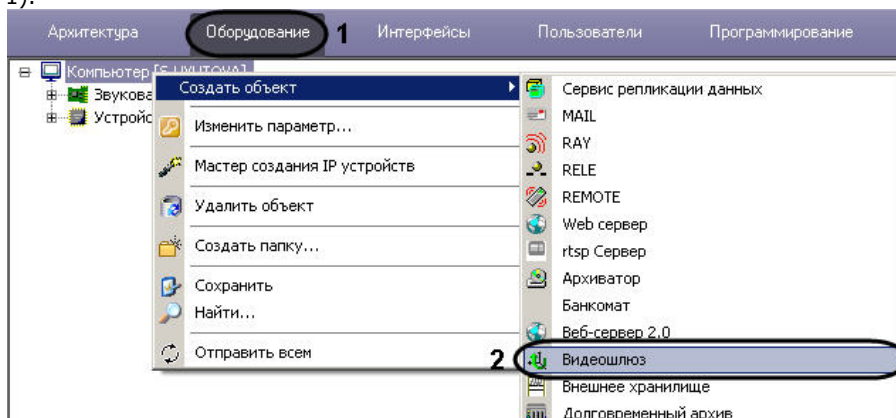 1).
Архитектура Оборудование 1 Интерфейсы Пользователи Программирование
Компьютер
Создать объект
Изменить параметр...
Мастер создания IP устройств
Удалить объект
Создать папку...
Сохранить
Найти...
Отправить всем
Сервис репликации данных
MAIL
RAY
RELE
REMOTE
Web сервер
rtsp Сервер
Архиватор
Банкомат
Веб-сервер 2.0
2 Видеошлюз
Внешнее хранилище
Долговременный архив